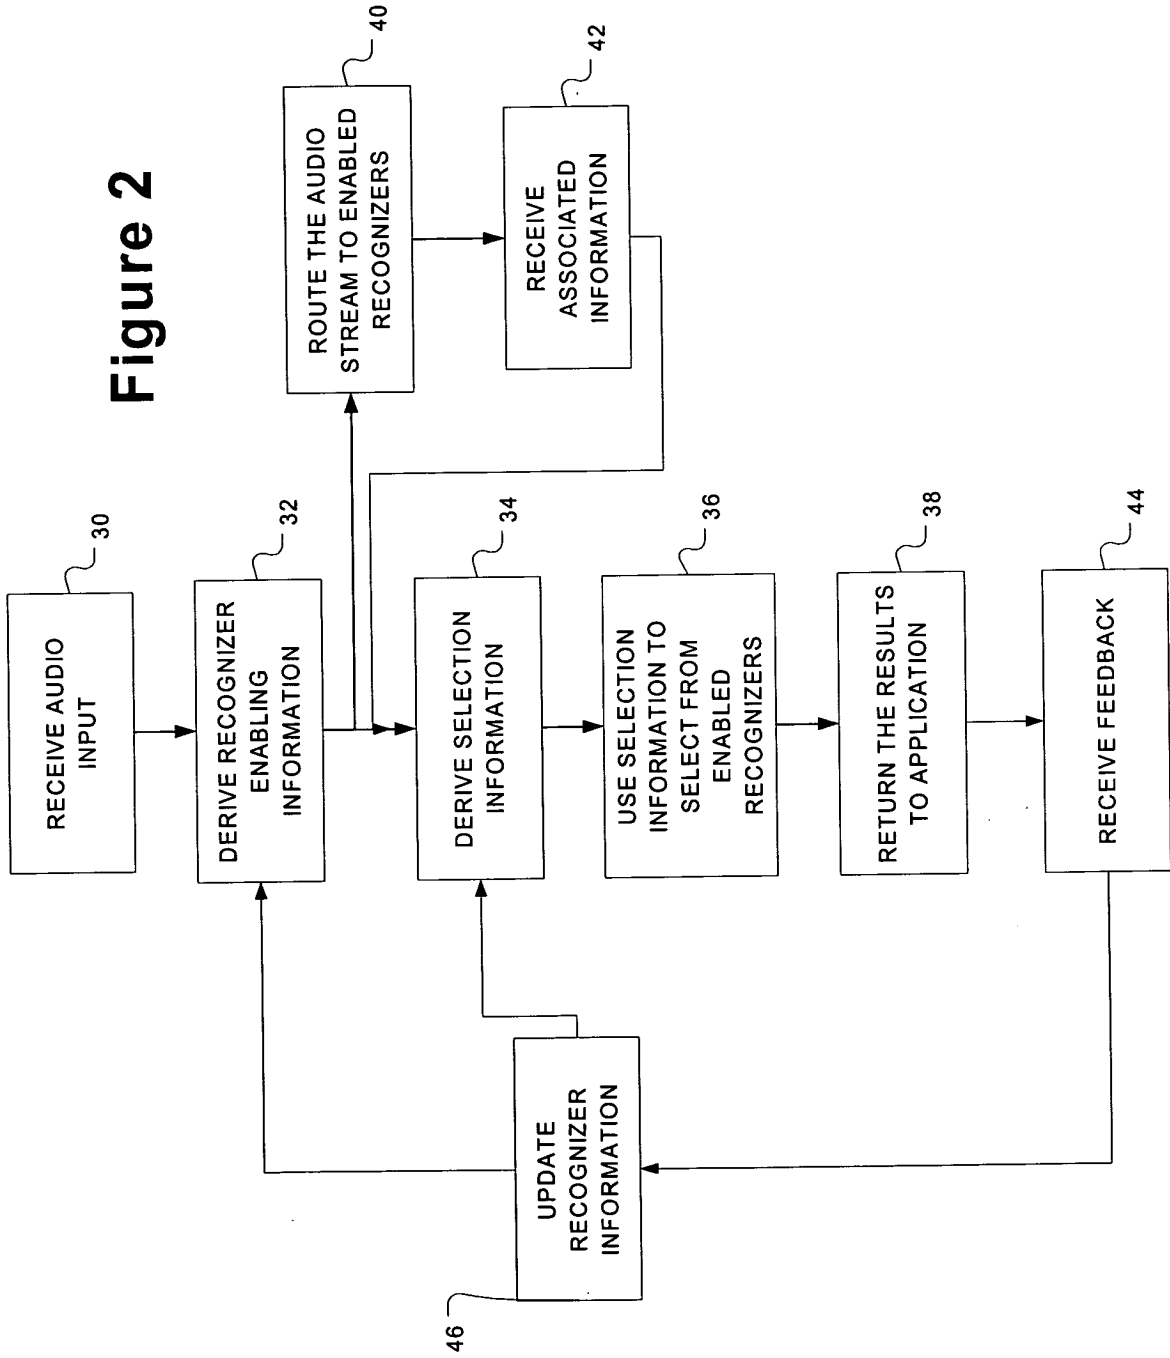 Figure 2
RECEIVE AUDIO
INPUT
30
DERIVE RECOGNIZER
ENABLING
INFORMATION
32
ROUTE THE AUDIO
STREAM TO ENABLED
RECOGNIZERS
40
RECEIVE
ASSOCIATED
INFORMATION
42
DERIVE SELECTION
INFORMATION
34
USE SELECTION
INFORMATION TO
SELECT FROM
ENABLED
RECOGNIZERS
36
RETURN THE RESULTS
TO APPLICATION
38
RECEIVE FEEDBACK
44
UPDATE
RECOGNIZER
INFORMATION
46